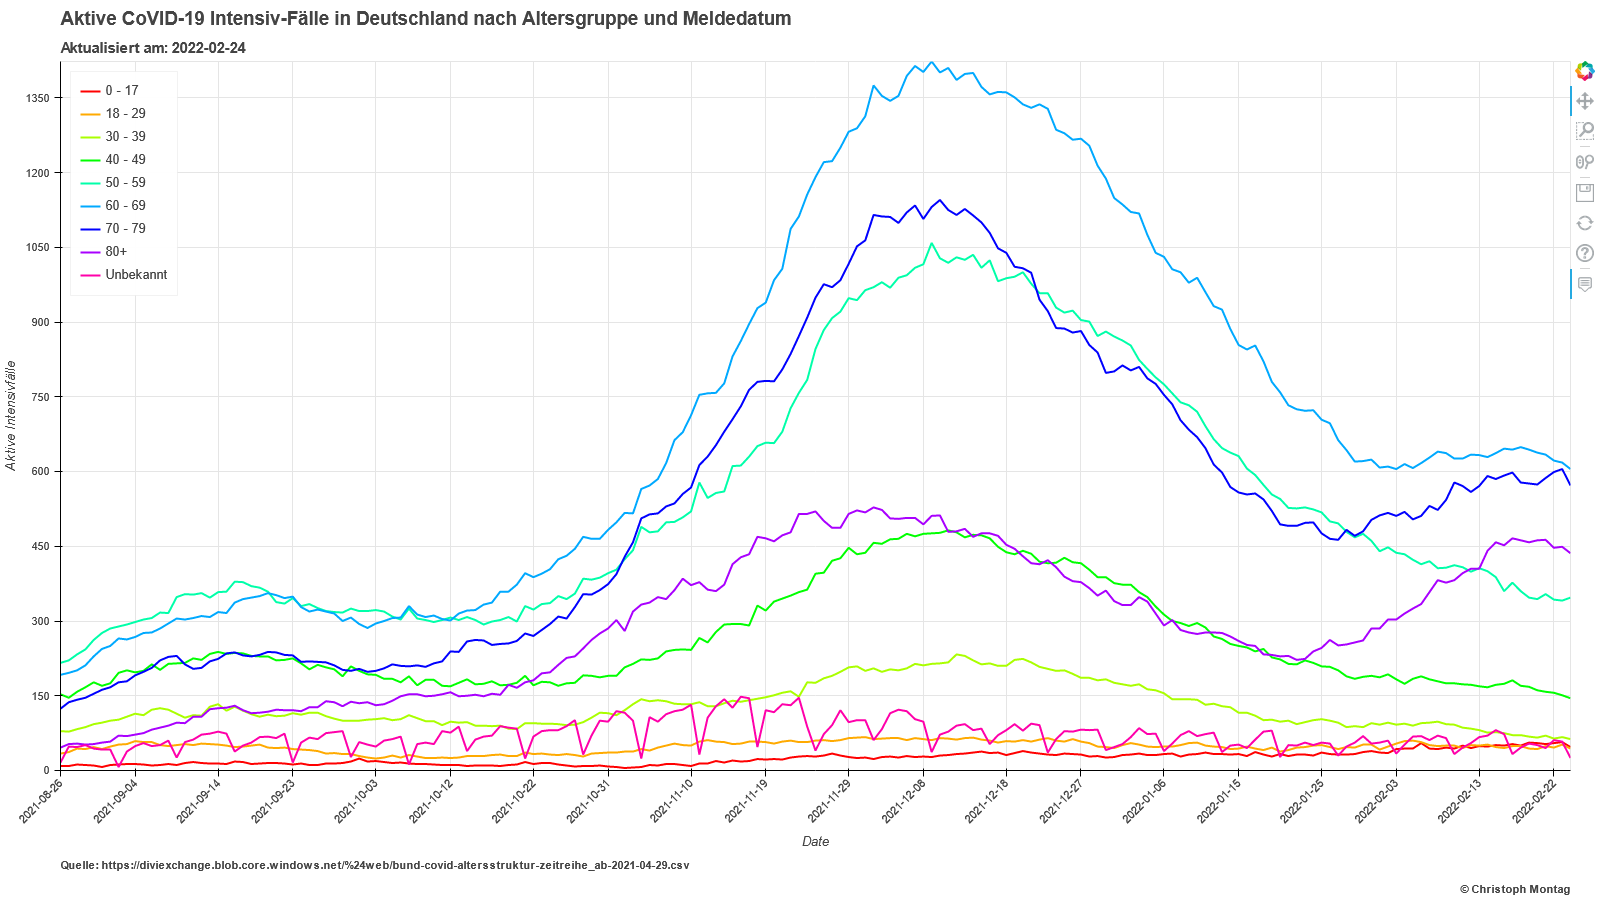 Aktive CoVID-19 Intensiv-Fälle in Deutschland nach Altersgruppe und Meldedatum
Aktualisiert am: 2022-02-24
0 - 17
18 - 29
30 - 39
40 - 49
50 - 59
60 - 69
70 - 79
80+
Unbekannt
1350
1200
1050
900
750
600
450
300
150
0
Aktive Intensivfälle
2021-08-26
2021-09-04
2021-09-14
2021-09-23
2021-10-03
2021-10-12
2021-10-22
2021-10-31
2021-11-10
2021-11-19
2021-11-29
2021-12-08
2021-12-18
2021-12-27
2022-01-06
2022-01-15
2022-01-25
2022-02-03
2022-02-13
2022-02-22
Date
Quelle: https://diviexchange.blob.core.windows.net/%24web/bund-covid-altersstruktur-zeitreihe_ab-2021-04-29.csv
© Christoph Montag